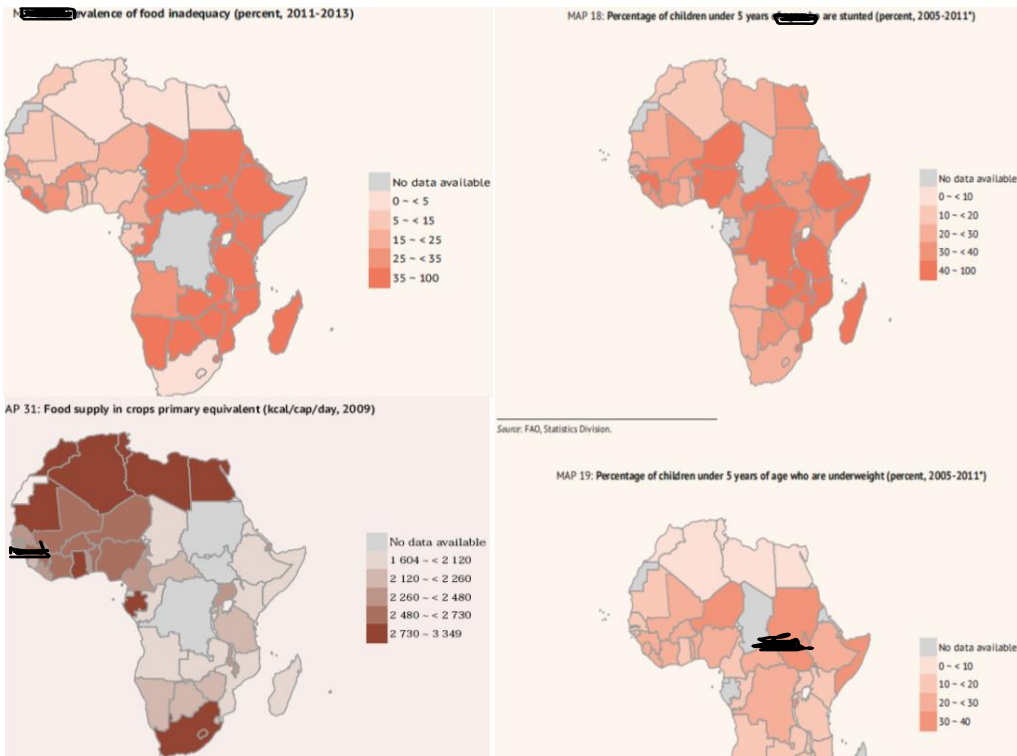 evalence of food inadequacy (percent, 2011-2013)
No data available
0 ~ < 5
5 ~ < 15
15 ~ < 25
25 ~ < 35
35 ~ 100
MAP 18: Percentage of children under 5 years are stunted (percent, 2005-2011*)
No data available
0 ~ < 10
10 ~ < 20
20 ~ < 30
30 ~ < 40
40 ~ 100
Source: FAO, Statistics Division.
AP 31: Food supply in crops primary equivalent (kcal/cap/day, 2009)
No data available
1 604 ~ < 2 120
2 120 ~ < 2 260
2 260 ~ < 2 480
2 480 ~ < 2 730
2 730 ~ 3 349
MAP 19: Percentage of children under 5 years of age who are underweight (percent, 2005-2011*)
No data available
0 ~ < 10
10 ~ < 20
20 ~ < 30
30 ~ 40